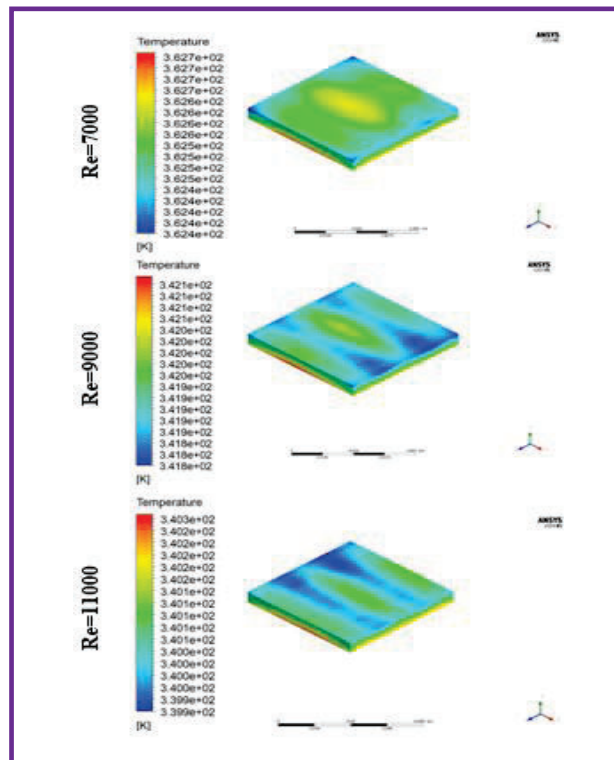 Re=7000
Temperature
3.627e+02
3.627e+02
3.627e+02
3.627e+02
3.626e+02
3.626e+02
3.626e+02
3.626e+02
3.625e+02
3.625e+02
3.625e+02
3.624e+02
3.624e+02
3.624e+02
3.624e+02
3.624e+02
[K]
ANSYS
Re=9000
Temperature
3.421e+02
3.421e+02
3.421e+02
3.420e+02
3.420e+02
3.420e+02
3.420e+02
3.420e+02
3.420e+02
3.419e+02
3.419e+02
3.419e+02
3.419e+02
3.418e+02
3.418e+02
3.418e+02
[K]
ANSYS
Re=11000
Temperature
3.403e+02
3.402e+02
3.402e+02
3.402e+02
3.402e+02
3.402e+02
3.401e+02
3.401e+02
3.401e+02
3.401e+02
3.401e+02
3.400e+02
3.400e+02
3.400e+02
3.400e+02
3.399e+02
3.399e+02
[K]
ANSYS